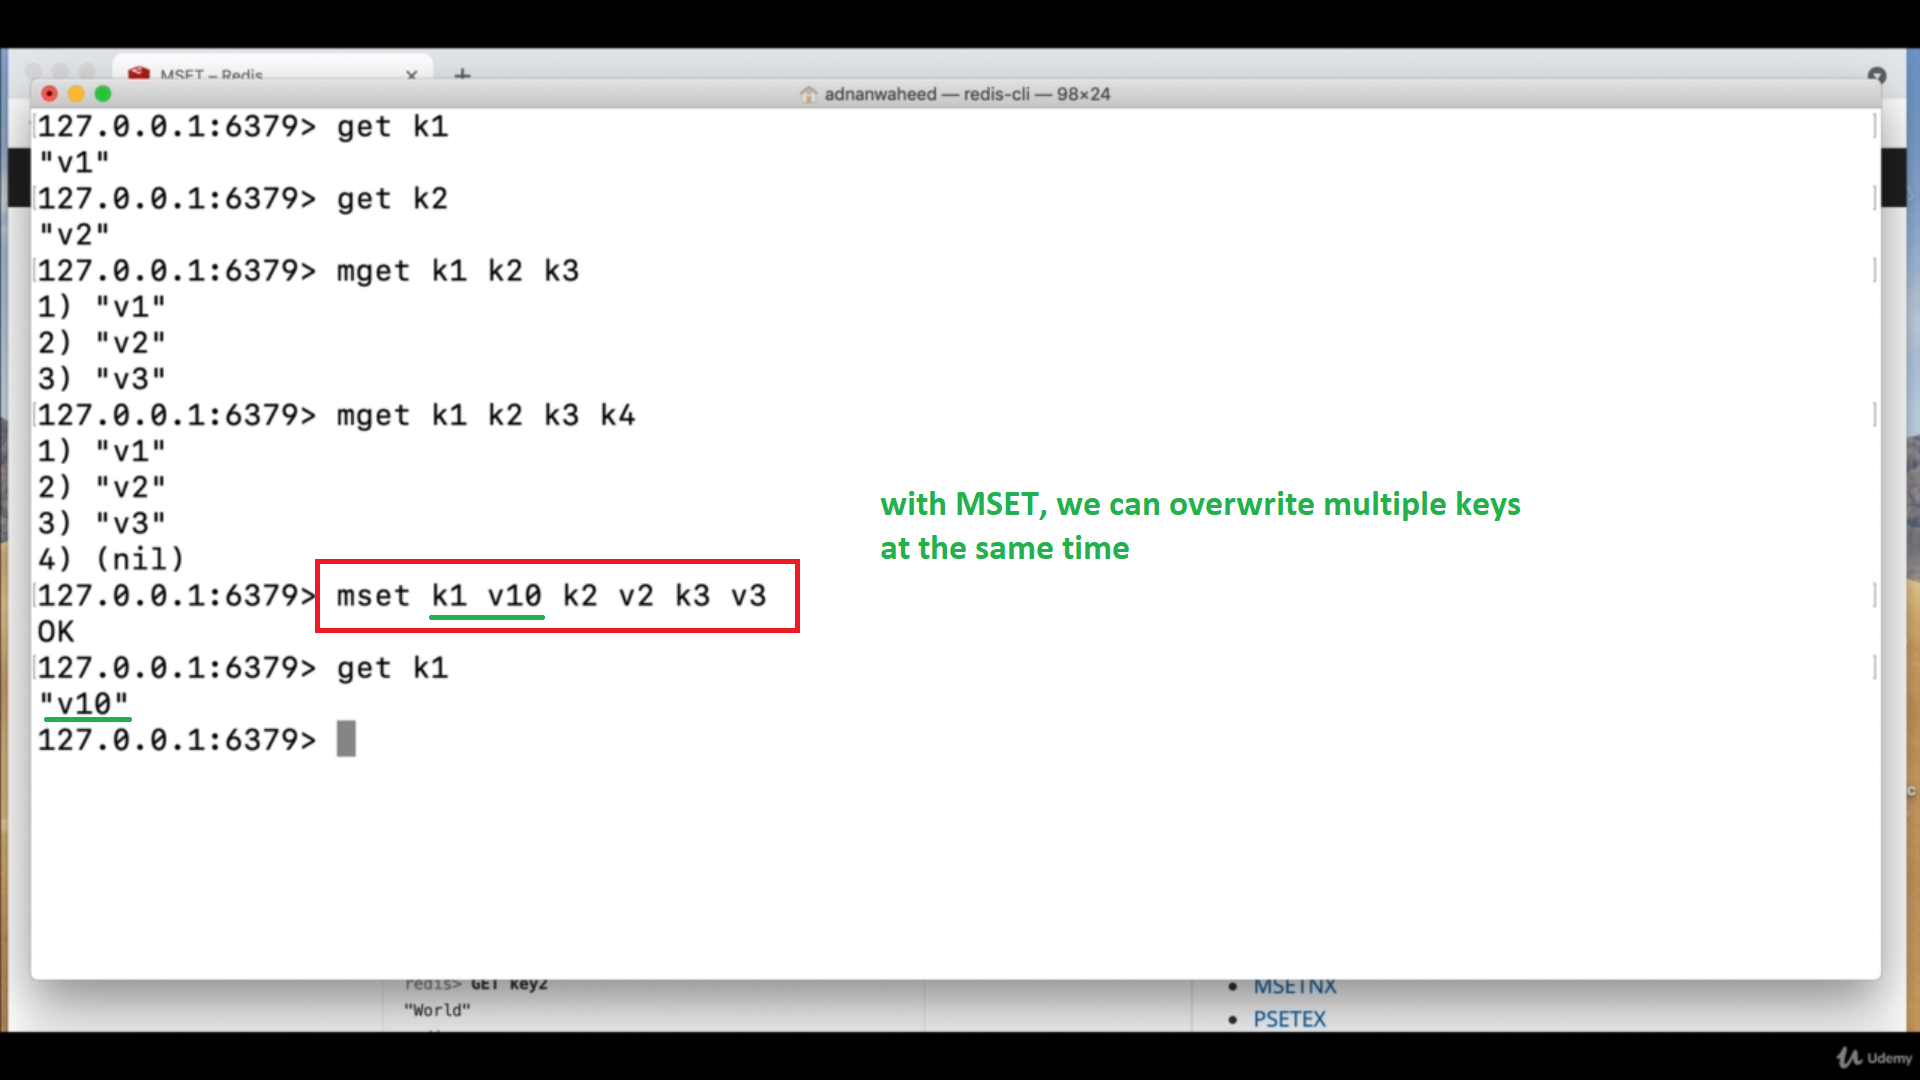 MSET – Redis
adnanwaheed — redis-cli — 98×24
127.0.0.1:6379> get k1
"v1"
127.0.0.1:6379> get k2
"v2"
127.0.0.1:6379> mget k1 k2 k3
1) "v1"
2) "v2"
3) "v3"
127.0.0.1:6379> mget k1 k2 k3 k4
1) "v1"
2) "v2"
3) "v3"
4) (nil)
127.0.0.1:6379> mset k1 v10 k2 v2 k3 v3
OK
127.0.0.1:6379> get k1
"v10"
127.0.0.1:6379>
with MSET, we can overwrite multiple keys
at the same time
redis> GET key2
"World"
MSETNX
PSETEX
Udemy